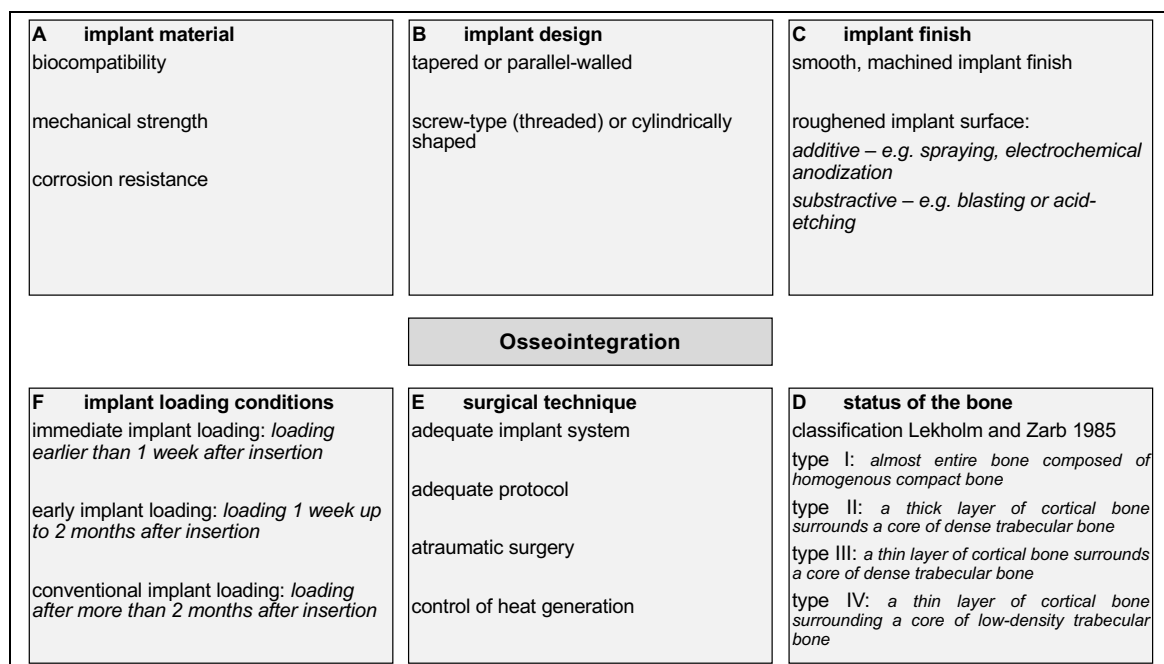 A implant material
biocompatibility
mechanical strength
corrosion resistance
B implant design
tapered or parallel-walled
screw-type (threaded) or cylindrically
shaped
C implant finish
smooth, machined implant finish
roughened implant surface:
additive – e.g. spraying, electrochemical
anodization
substractive – e.g. blasting or acid-
etching
Osseointegration
F implant loading conditions
immediate implant loading: loading
earlier than 1 week after insertion
early implant loading: loading 1 week up
to 2 months after insertion
conventional implant loading: loading
after more than 2 months after insertion
E surgical technique
adequate implant system
adequate protocol
atraumatic surgery
control of heat generation
D status of the bone
classification Lekholm and Zarb 1985
type I: almost entire bone composed of
homogenous compact bone
type II: a thick layer of cortical bone
surrounds a core of dense trabecular bone
type III: a thin layer of cortical bone surrounds
a core of dense trabecular bone
type IV: a thin layer of cortical bone
surrounding a core of low-density trabecular
bone